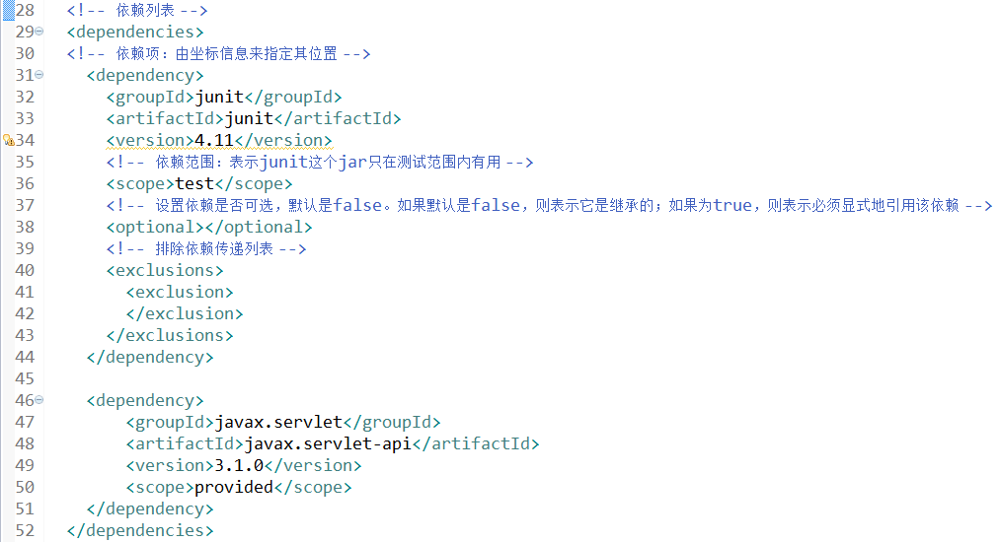 28 <!-- 依赖列表 -->
29 <dependencies>
30 <!-- 依赖项：由坐标信息来指定其位置 -->
31 <dependency>
32 <groupId>junit</groupId>
33 <artifactId>junit</artifactId>
34 <version>4.11</version>
35 <!-- 依赖范围：表示junit这个jar只在测试范围内有用 -->
36 <scope>test</scope>
37 <!-- 设置依赖是否可选，默认是false。如果默认是false，则表示它是继承的；如果为true，则表示必须显式地引用该依赖 -->
38 <optional></optional>
39 <!-- 排除依赖传递列表 -->
40 <exclusions>
41 <exclusion>
42 </exclusion>
43 </exclusions>
44 </dependency>
45
46 <dependency>
47 <groupId>javax.servlet</groupId>
48 <artifactId>javax.servlet-api</artifactId>
49 <version>3.1.0</version>
50 <scope>provided</scope>
51 </dependency>
52 </dependencies>